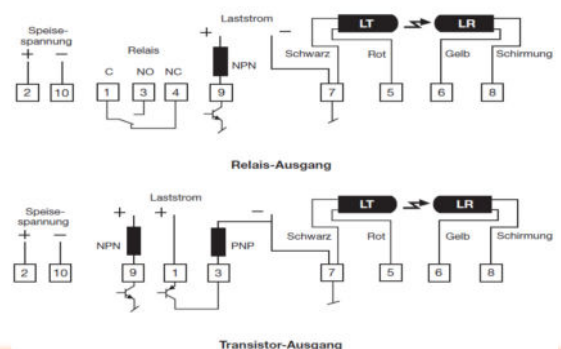 Laststrom
Speise-
spannung
+ −
Relais
C NO NC
+ −
NPN
LT LR
Schwarz Rot Gelb Schirmung
2 10 1 3 4 9 7 5 6 8
Relais-Ausgang
Laststrom
Speise-
spannung
+ −
+ + −
NPN PNP
LT LR
Schwarz Rot Gelb Schirmung
2 10 9 1 3 7 5 6 8
Transistor-Ausgang